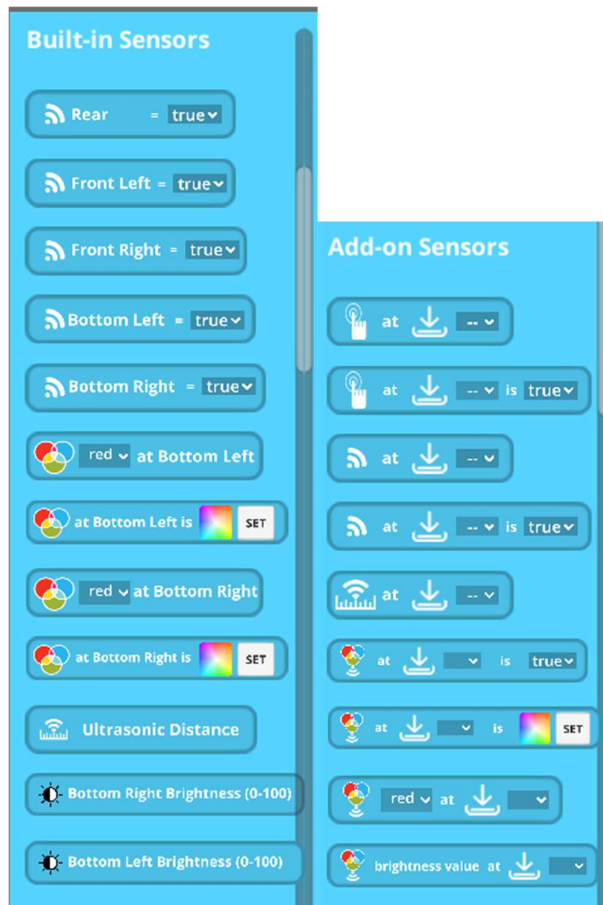 Built-in Sensors
Rear = true
Front Left = true
Front Right = true
Bottom Left = true
Bottom Right = true
red at Bottom Left
at Bottom Left is SET
red at Bottom Right
at Bottom Right is SET
Ultrasonic Distance
Bottom Right Brightness (0-100)
Bottom Left Brightness (0-100)
Add-on Sensors
at --
at -- is true
at --
at -- is true
at --
at is true
at is SET
red at
brightness value at